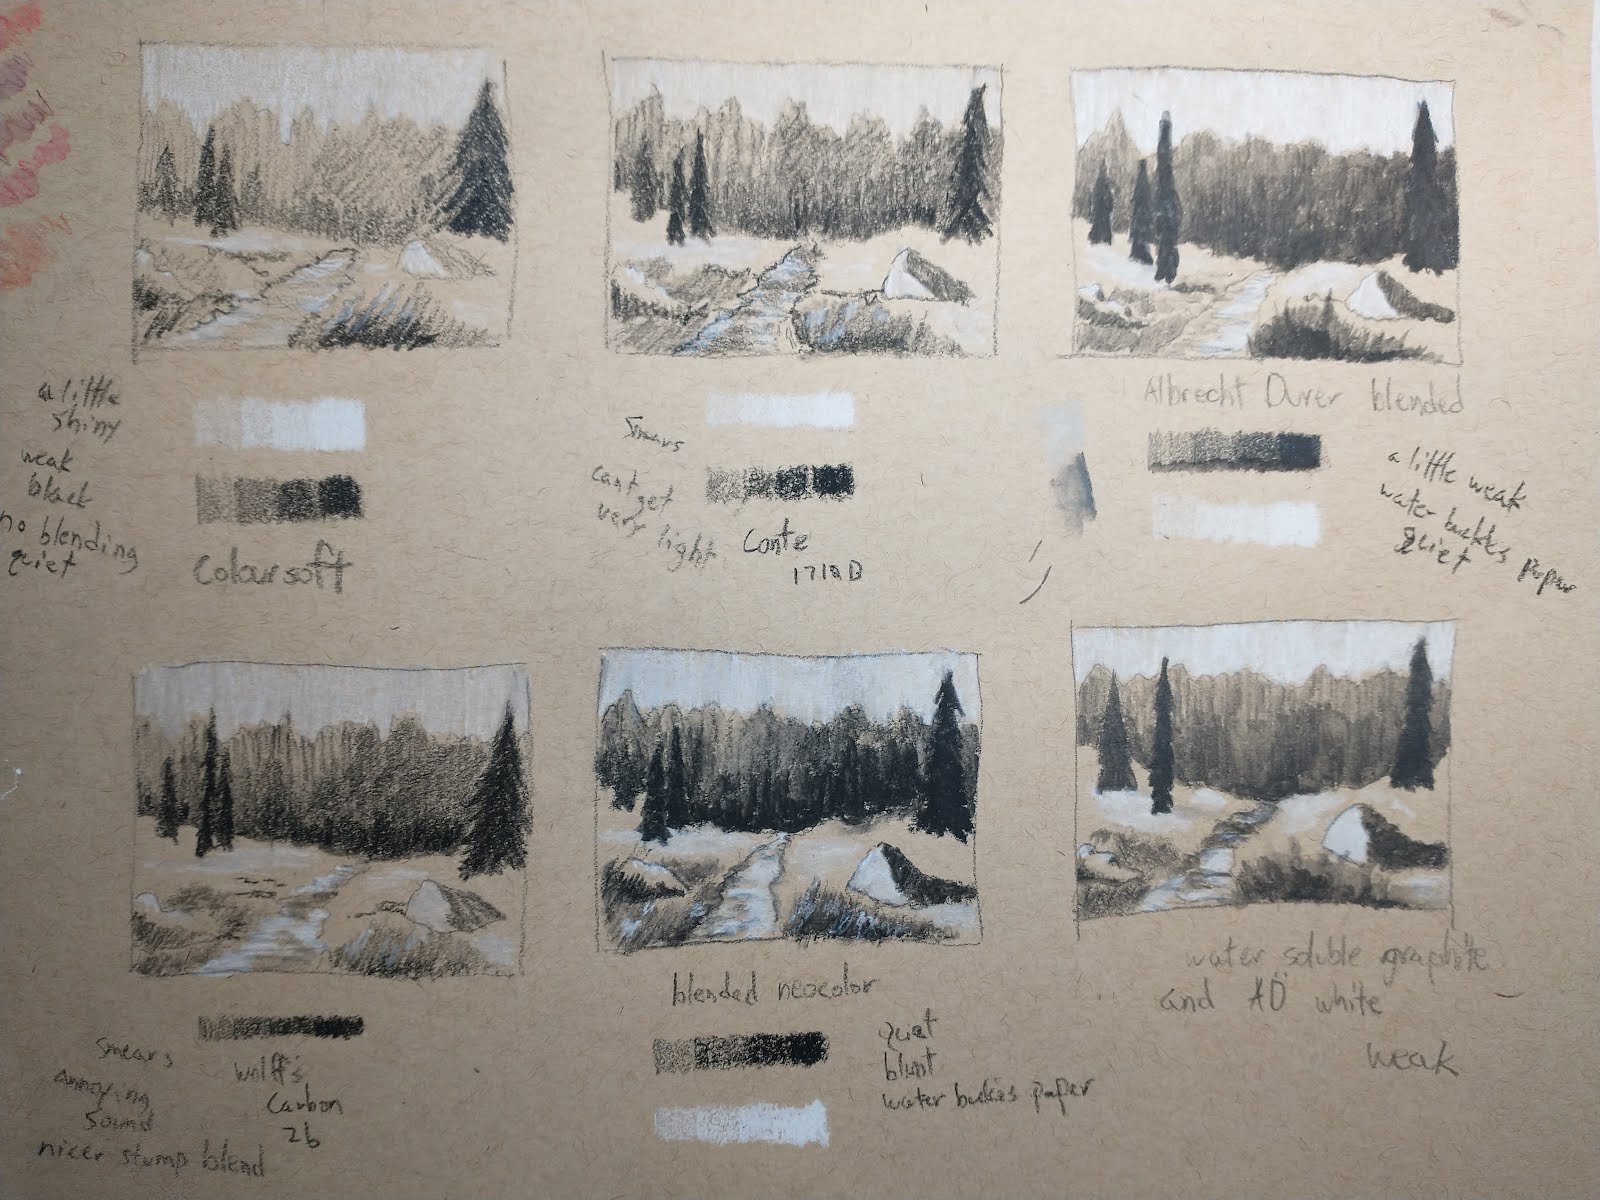 a little
shiny
weak
black
no blending
quiet
Coloursoft
Smears
cant get
very light
Conte
1710 B
Albrecht Durer blended
a little weak
water buckles paper
quiet
smears
annoying
sound
nicer stump blend
Wolff's
Carbon
2b
blended neocolor
quiet
blunt
water buckles paper
water soluble graphite
and AD white
weak